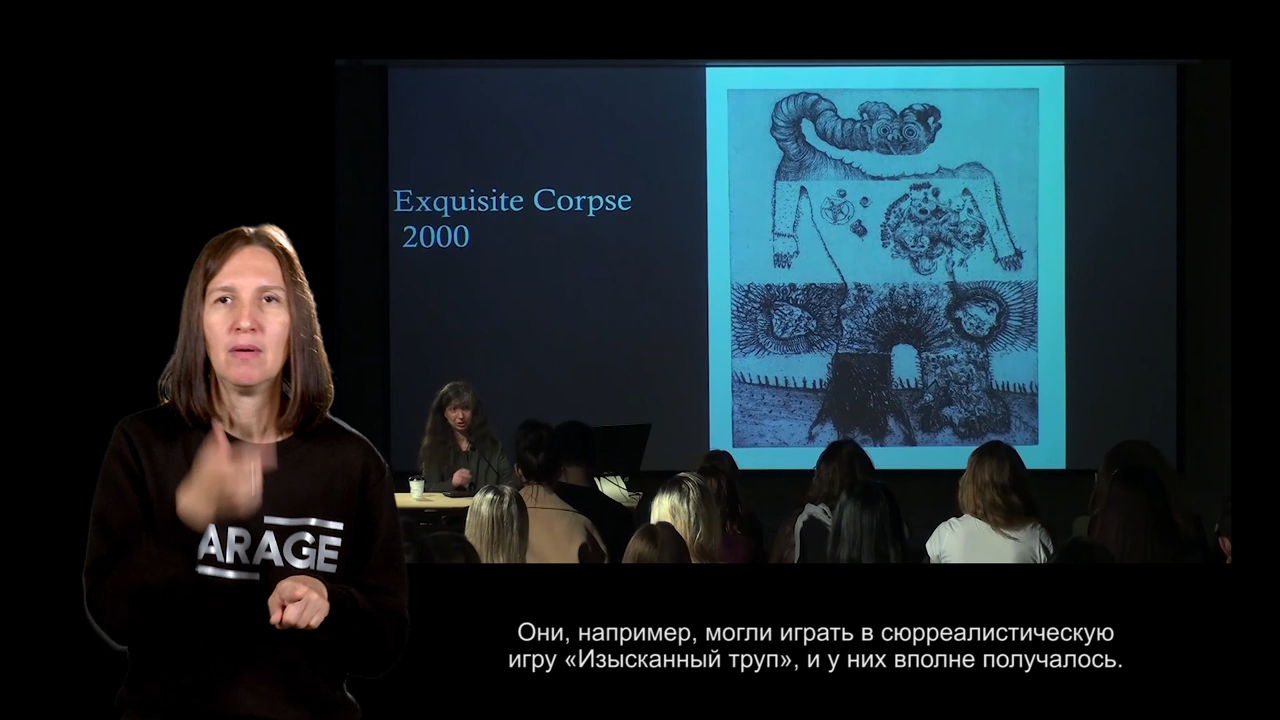 Exquisite Corpse
2000
ARAGE
Они, например, могли играть в сюрреалистическую
игру «Изысканный труп», и у них вполне получалось.